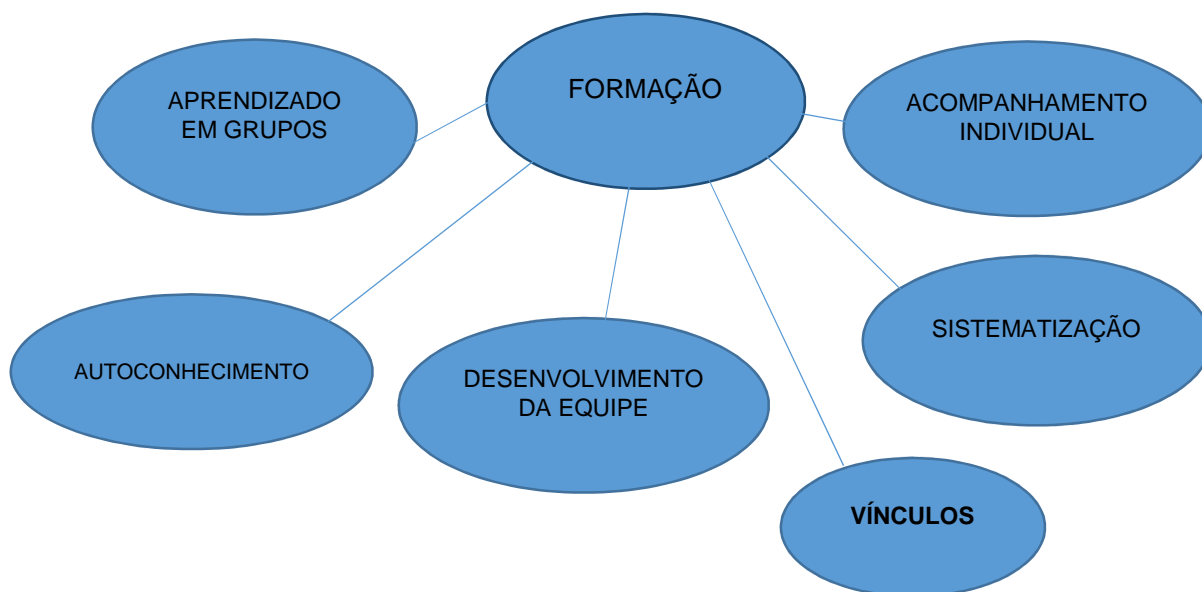 APRENDIZADO
EM GRUPOS
FORMAÇÃO
ACOMPANHAMENTO
INDIVIDUAL
AUTOCONHECIMENTO
DESENVOLVIMENTO
DA EQUIPE
SISTEMATIZAÇÃO
VÍNCULOS